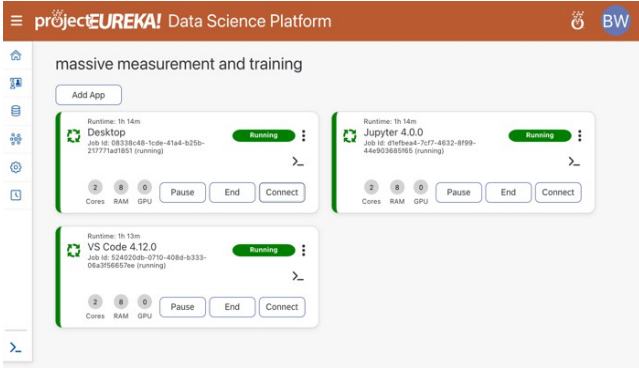 projectEUREKA! Data Science Platform
BW
massive measurement and training
Add App
Runtime: 1h 14m
Desktop
Running
Job Id: 08338c48-1cde-41a4-b25b-
217771ad1851 (running)
2 8 0
Cores RAM GPU
Pause End Connect
Runtime: 1h 14m
Jupyter 4.0.0
Running
Job Id: d1efbea4-7cf7-4632-8f99-
44e903685f65 (running)
2 8 0
Cores RAM GPU
Pause End Connect
Runtime: 1h 13m
VS Code 4.12.0
Running
Job Id: 524020db-0710-408d-b333-
06a3f56657ee (running)
2 8 0
Cores RAM GPU
Pause End Connect